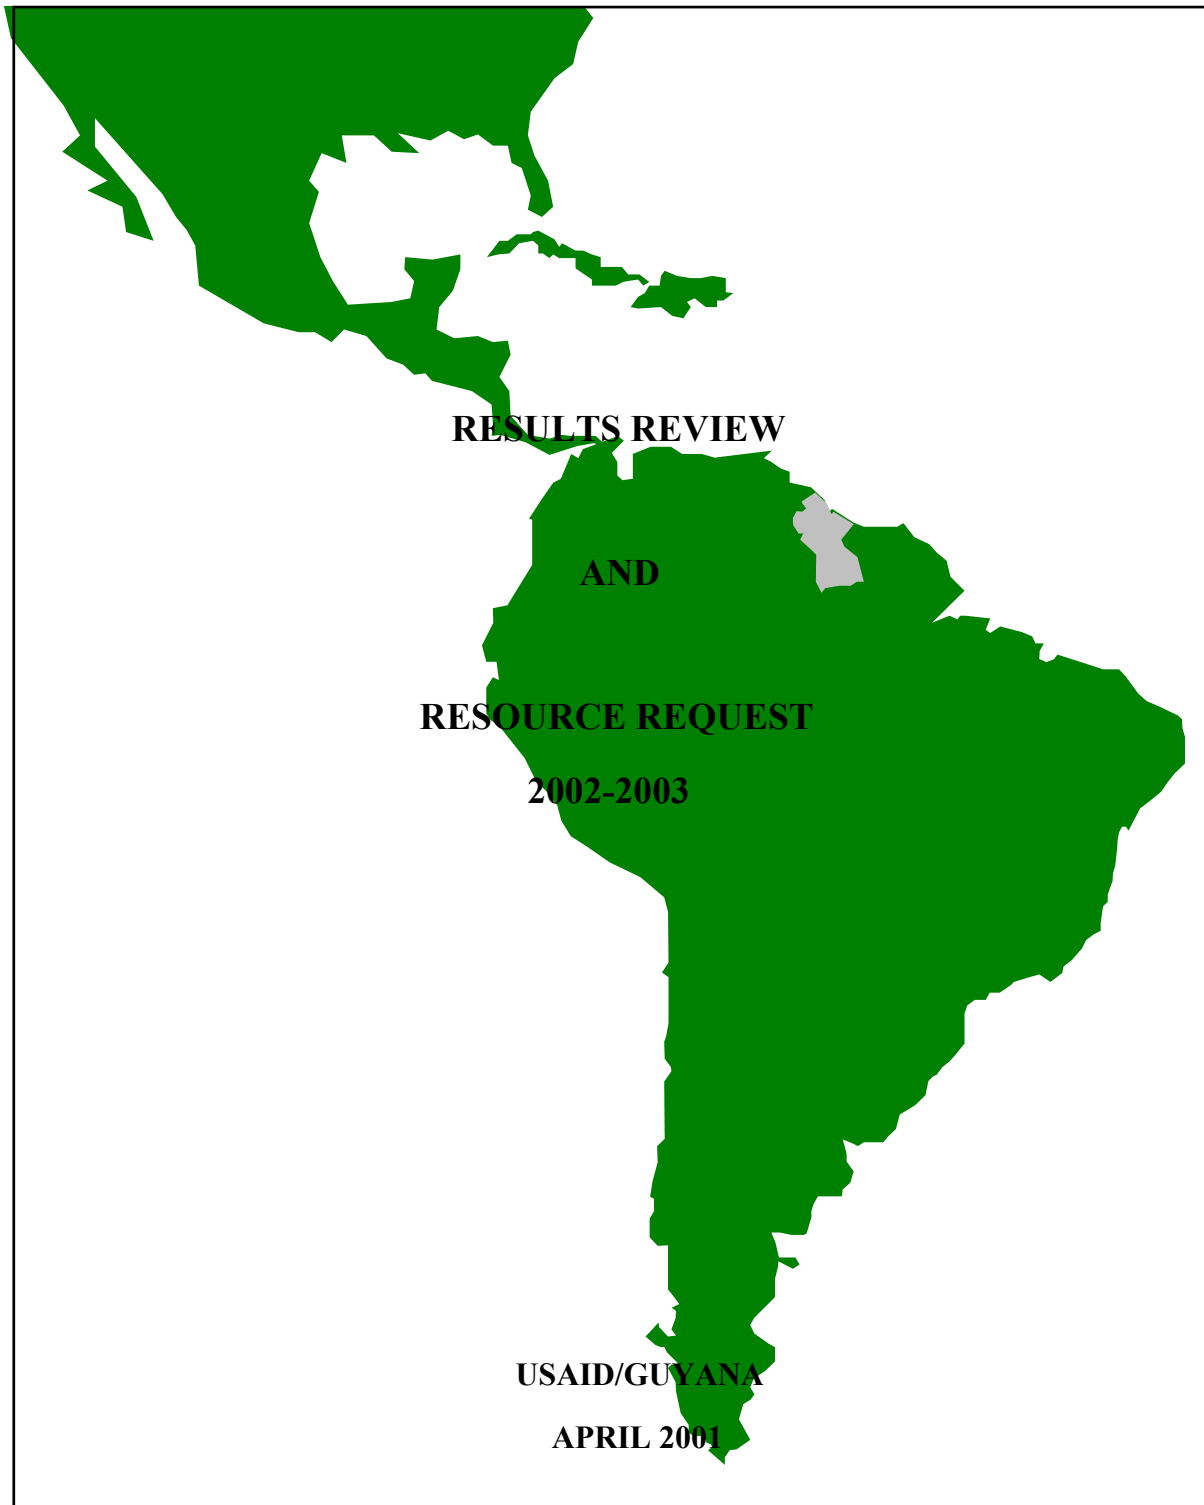 RESULTS REVIEW
AND
RESOURCE REQUEST
2002-2003
USAID/GUYANA
APRIL 2001